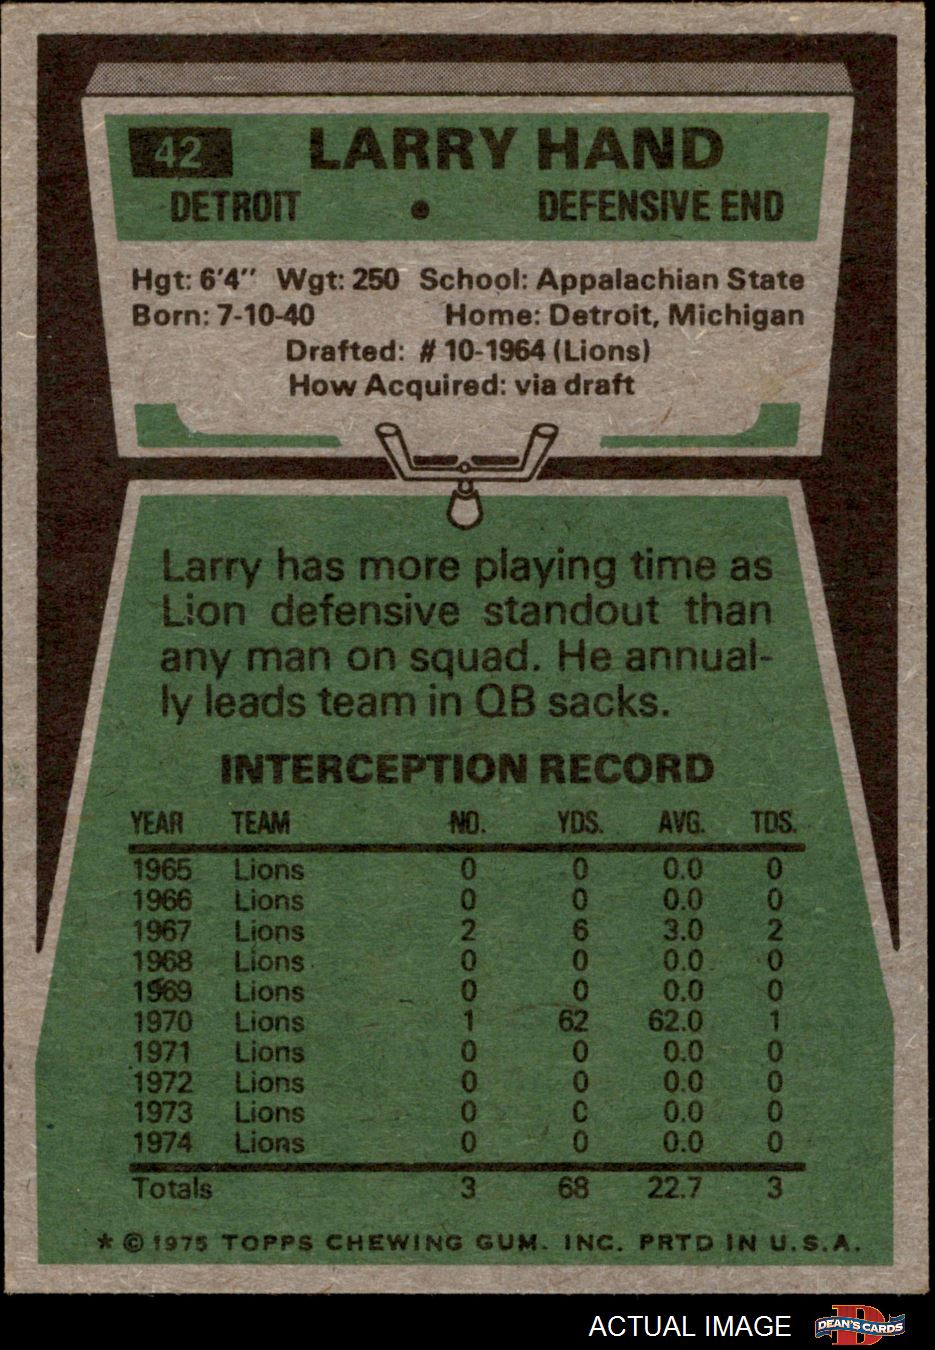 42 LARRY HAND
DETROIT • DEFENSIVE END
Hgt: 6'4" Wgt: 250 School: Appalachian State
Born: 7-10-40 Home: Detroit, Michigan
Drafted: # 10-1964 (Lions)
How Acquired: via draft
Larry has more playing time as
Lion defensive standout than
any man on squad. He annual-
ly leads team in QB sacks.
INTERCEPTION RECORD
YEAR TEAM NO. YDS. AVG. TDS.
1965 Lions 0 0 0.0 0
1966 Lions 0 0 0.0 0
1967 Lions 2 6 3.0 2
1968 Lions 0 0 0.0 0
1969 Lions 0 0 0.0 0
1970 Lions 1 62 62.0 1
1971 Lions 0 0 0.0 0
1972 Lions 0 0 0.0 0
1973 Lions 0 0 0.0 0
1974 Lions 0 0 0.0 0
Totals 3 68 22.7 3
* © 1975 TOPPS CHEWING GUM. INC. PRTD IN U.S.A.
ACTUAL IMAGE D DEAN'S CARDS